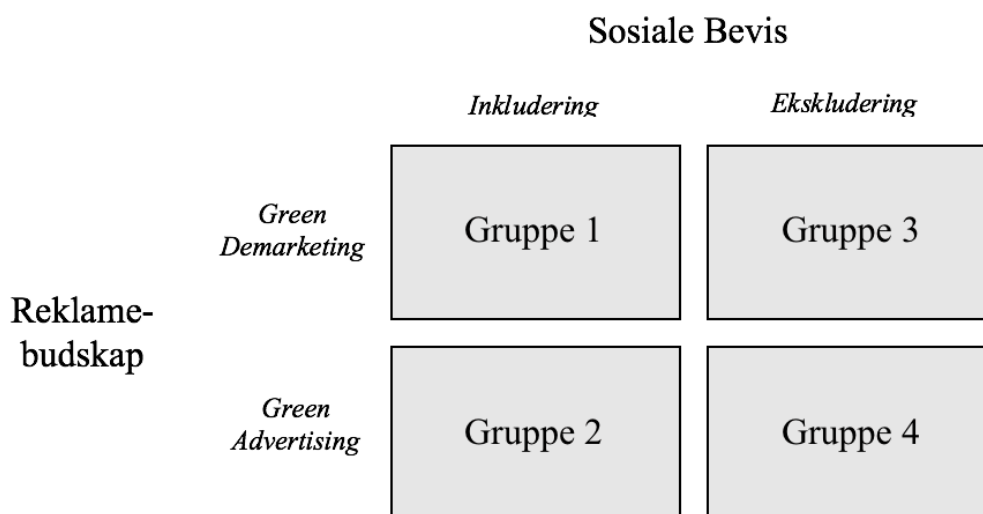 Sosiale Bevis
Inkludering
Ekskludering
Green
Demarketing
Gruppe 1
Gruppe 3
Reklame-
budskap
Green
Advertising
Gruppe 2
Gruppe 4